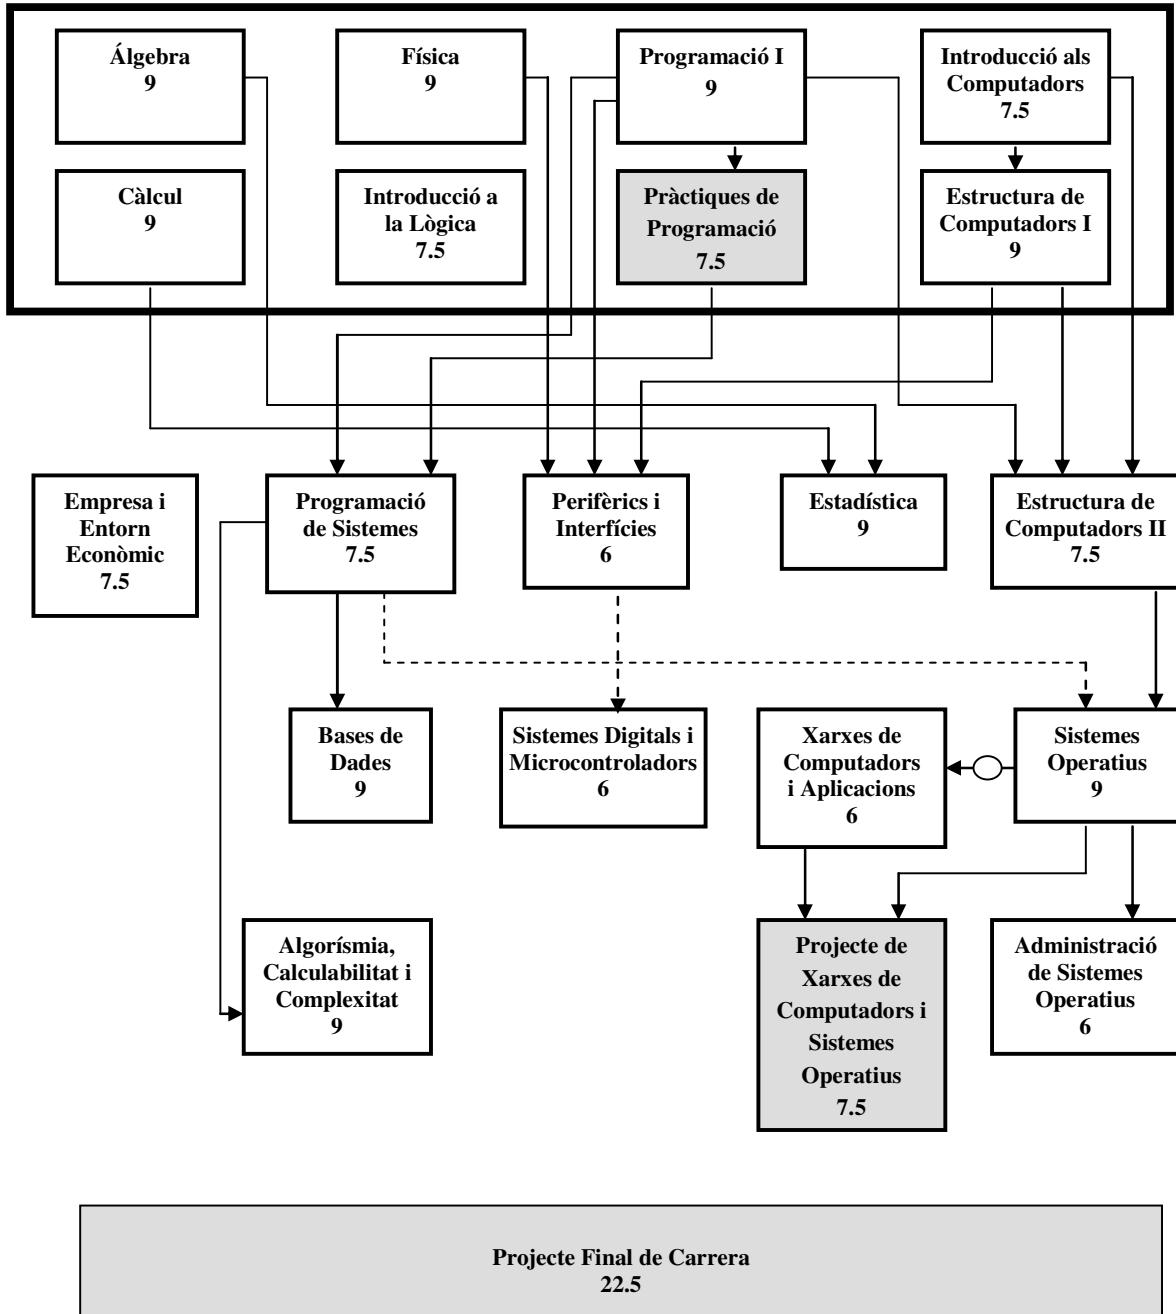 Álgebra
9
Física
9
Programació I
9
Introducció als
Computadors
7.5
Càlcul
9
Introducció a
la Lògica
7.5
Pràctiques de
Programació
7.5
Estructura de
Computadors I
9
Empresa i
Entorn
Econòmic
7.5
Programació
de Sistemes
7.5
Perifèrics i
Interfícies
6
Estadística
9
Estructura de
Computadors II
7.5
Bases de
Dades
9
Sistemes Digitals i
Microcontroladors
6
Xarxes de
Computadors
i Aplicacions
6
Sistemes
Operatius
9
Algorísmia,
Calculabilitat i
Complexitat
9
Projecte de
Xarxes de
Computadors i
Sistemes
Operatius
7.5
Administració
de Sistemes
Operatius
6
Projecte Final de Carrera
22.5